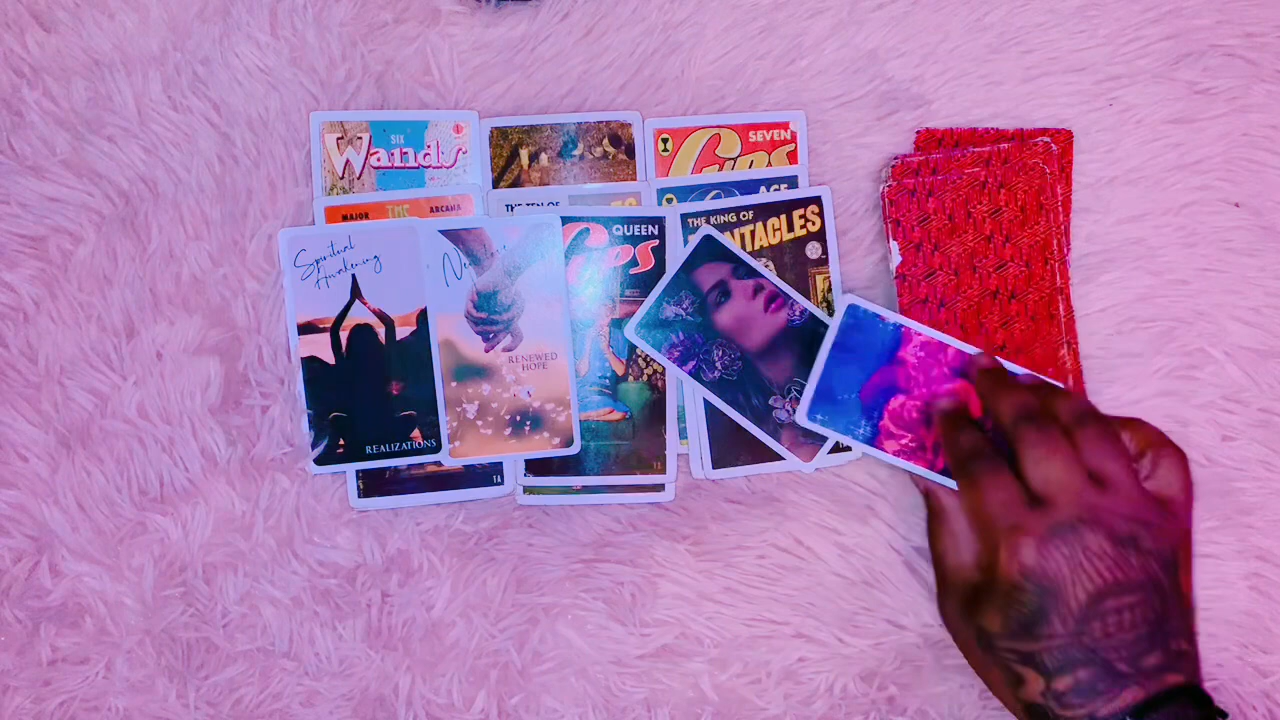 SIX
Wands
SEVEN
Cups
MAJOR THE ARCANA
THE TEN OF
ACE
THE KING OF
PENTACLES
QUEEN
Cups
Spiritual
Awakening
REALIZATIONS
RENEWED
HOPE
1A